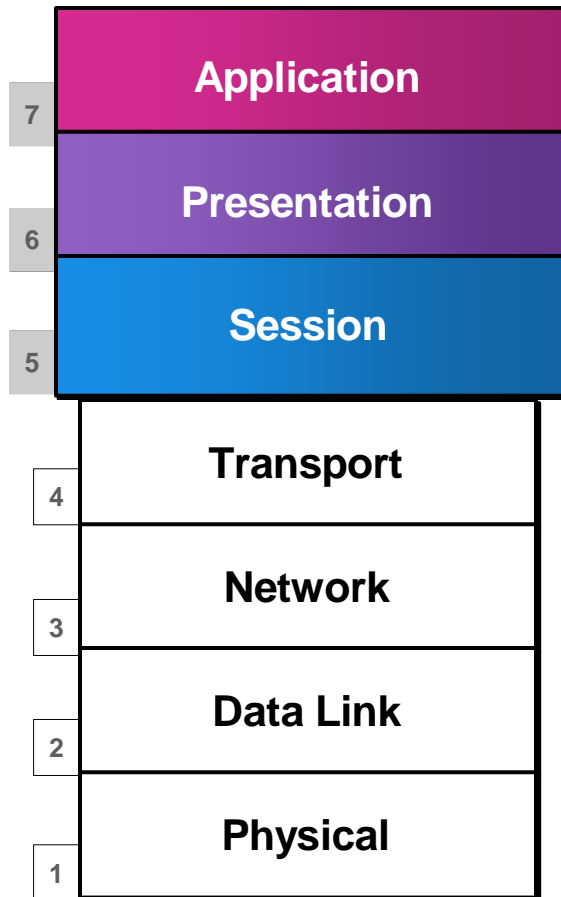 Application
7
Presentation
6
Session
5
Transport
4
Network
3
Data Link
2
Physical
1